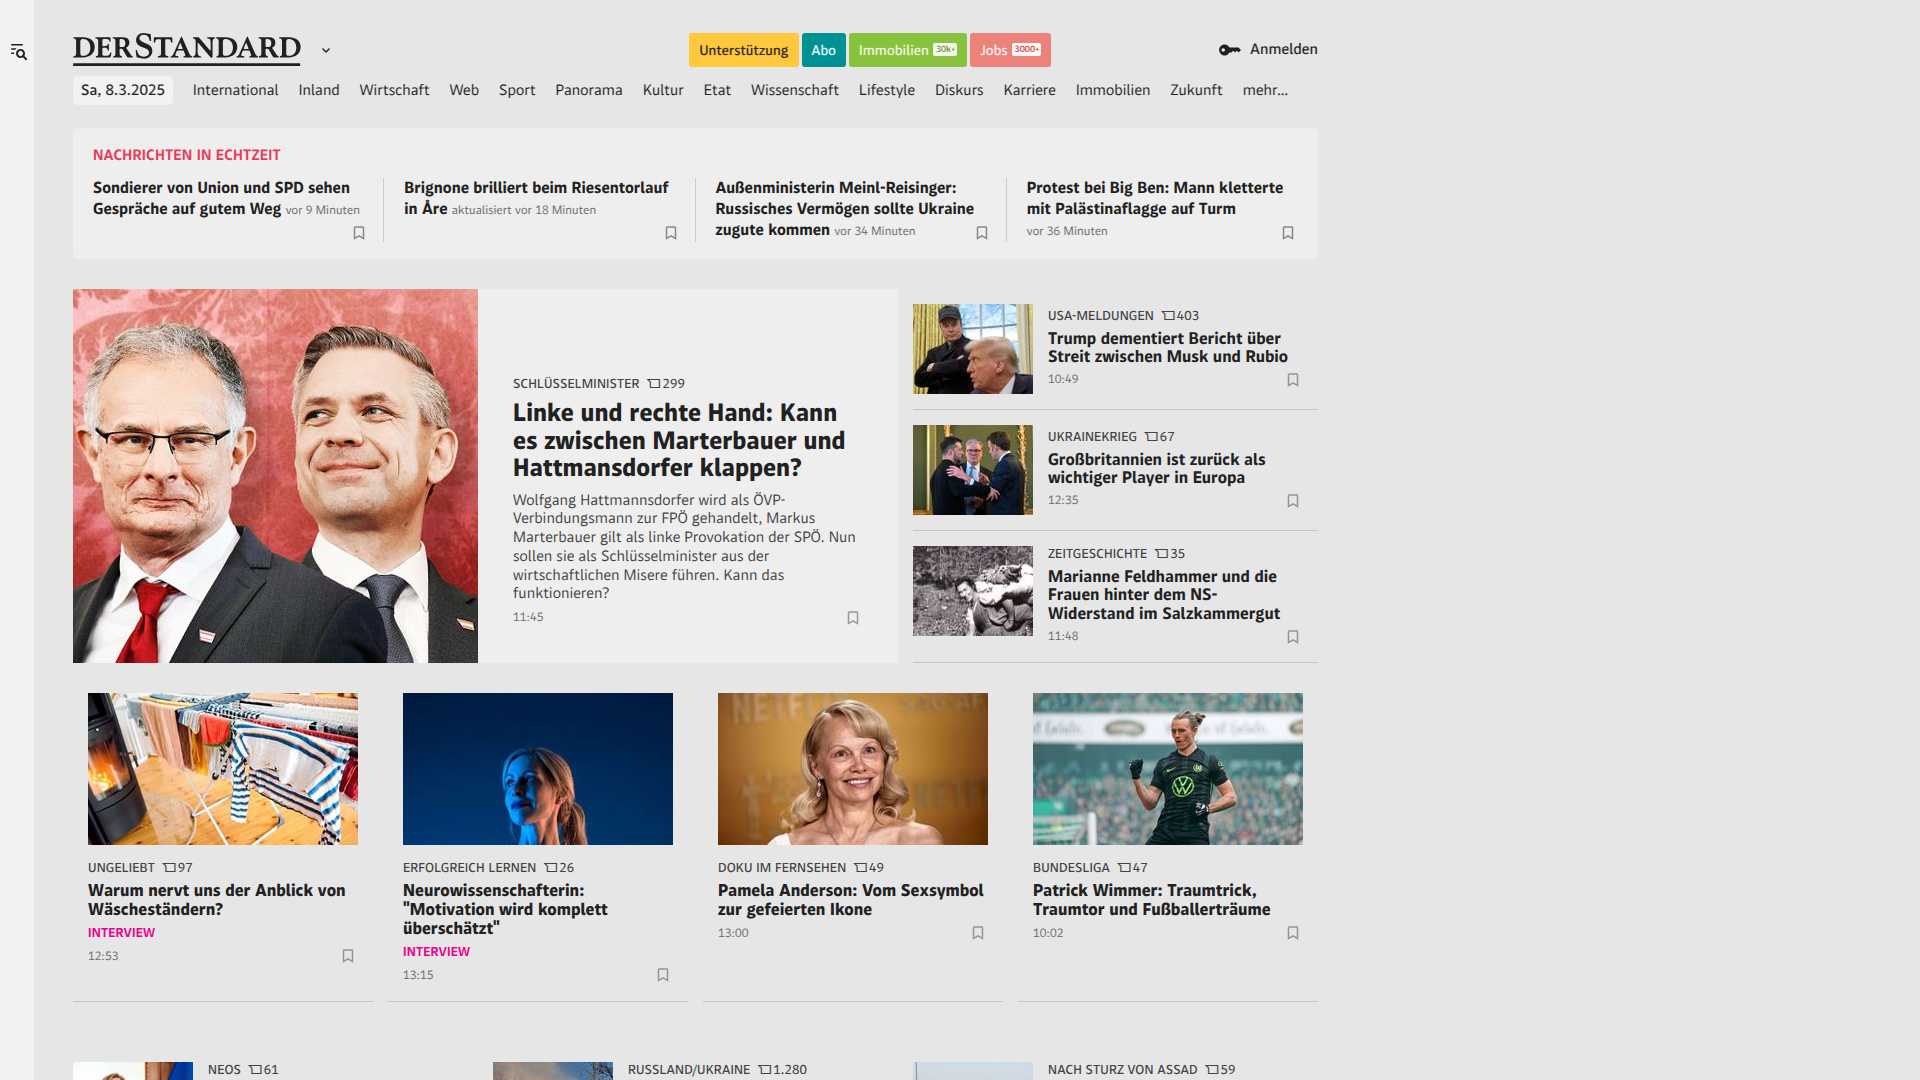 DERSTANDARD
Unterstützung
Abo
Immobilien 30k+
Jobs 3000+
Anmelden
Sa, 8.3.2025
International
Inland
Wirtschaft
Web
Sport
Panorama
Kultur
Etat
Wissenschaft
Lifestyle
Diskurs
Karriere
Immobilien
Zukunft
mehr...
NACHRICHTEN IN ECHTZEIT
Sondierer von Union und SPD sehen
Gespräche auf gutem Weg vor 9 Minuten
Brignone brilliert beim Riesentorlauf
in Åre aktualisiert vor 18 Minuten
Außenministerin Meinl-Reisinger:
Russisches Vermögen sollte Ukraine
zugute kommen vor 34 Minuten
Protest bei Big Ben: Mann kletterte
mit Palästinaflagge auf Turm
vor 36 Minuten
SCHLÜSSELMINISTER 299
Linke und rechte Hand: Kann
es zwischen Marterbauer und
Hattmansdorfer klappen?
Wolfgang Hattmannsdorfer wird als ÖVP-
Verbindungsmann zur FPÖ gehandelt, Markus
Marterbauer gilt als linke Provokation der SPÖ. Nun
sollen sie als Schlüsselminister aus der
wirtschaftlichen Misere führen. Kann das
funktionieren?
11:45
USA-MELDUNGEN 403
Trump dementiert Bericht über
Streit zwischen Musk und Rubio
10:49
UKRAINEKRIEG 67
Großbritannien ist zurück als
wichtiger Player in Europa
12:35
ZEITGESCHICHTE 35
Marianne Feldhammer und die
Frauen hinter dem NS-
Widerstand im Salzkammergut
11:48
UNGELIEBT 97
Warum nervt uns der Anblick von
Wäscheständern?
INTERVIEW
12:53
ERFOLGREICH LERNEN 26
Neurowissenschafterin:
"Motivation wird komplett
überschätzt"
INTERVIEW
13:15
NETFLIX
DOKU IM FERNSEHEN 49
Pamela Anderson: Vom Sexsymbol
zur gefeierten Ikone
13:00
BUNDESLIGA 47
Patrick Wimmer: Traumtrick,
Traumtor und Fußballerträume
10:02
NEOS 61
RUSSLAND/UKRAINE 1.280
NACH STURZ VON ASSAD 59